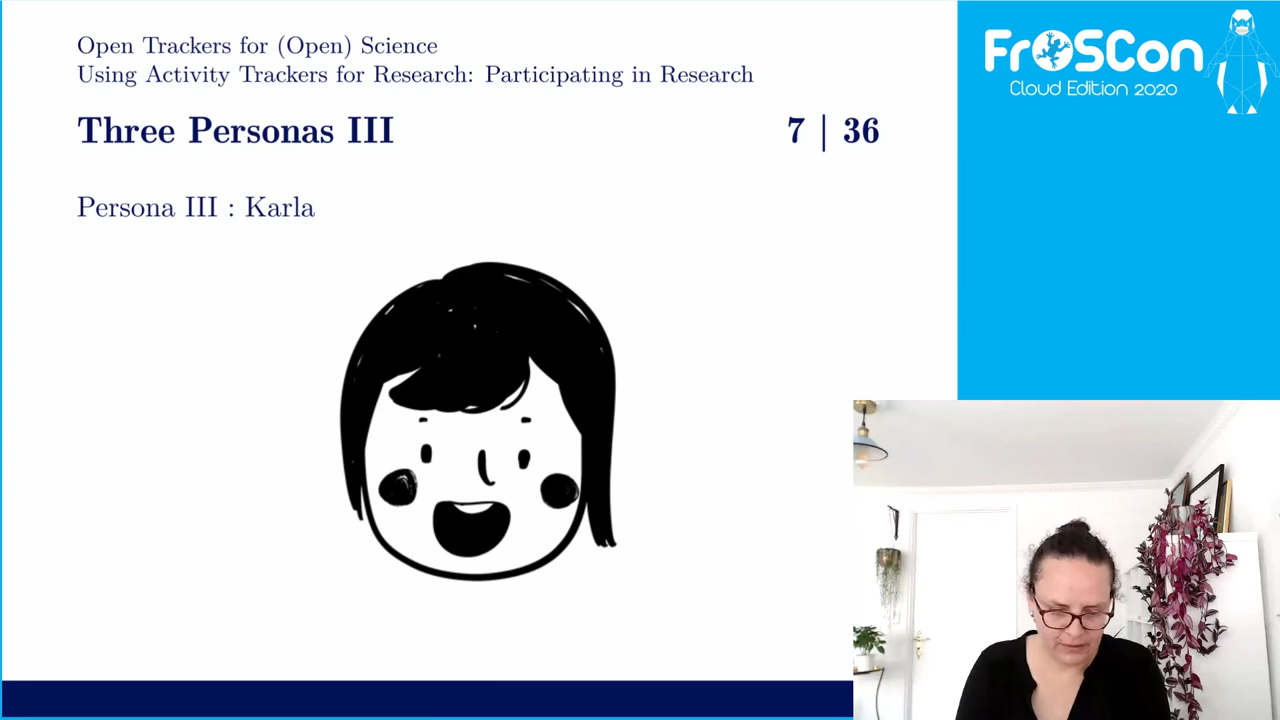 Open Trackers for (Open) Science
Using Activity Trackers for Research: Participating in Research
Three Personas III
7 | 36
Persona III : Karla
FrOSCon
Cloud Edition 2020